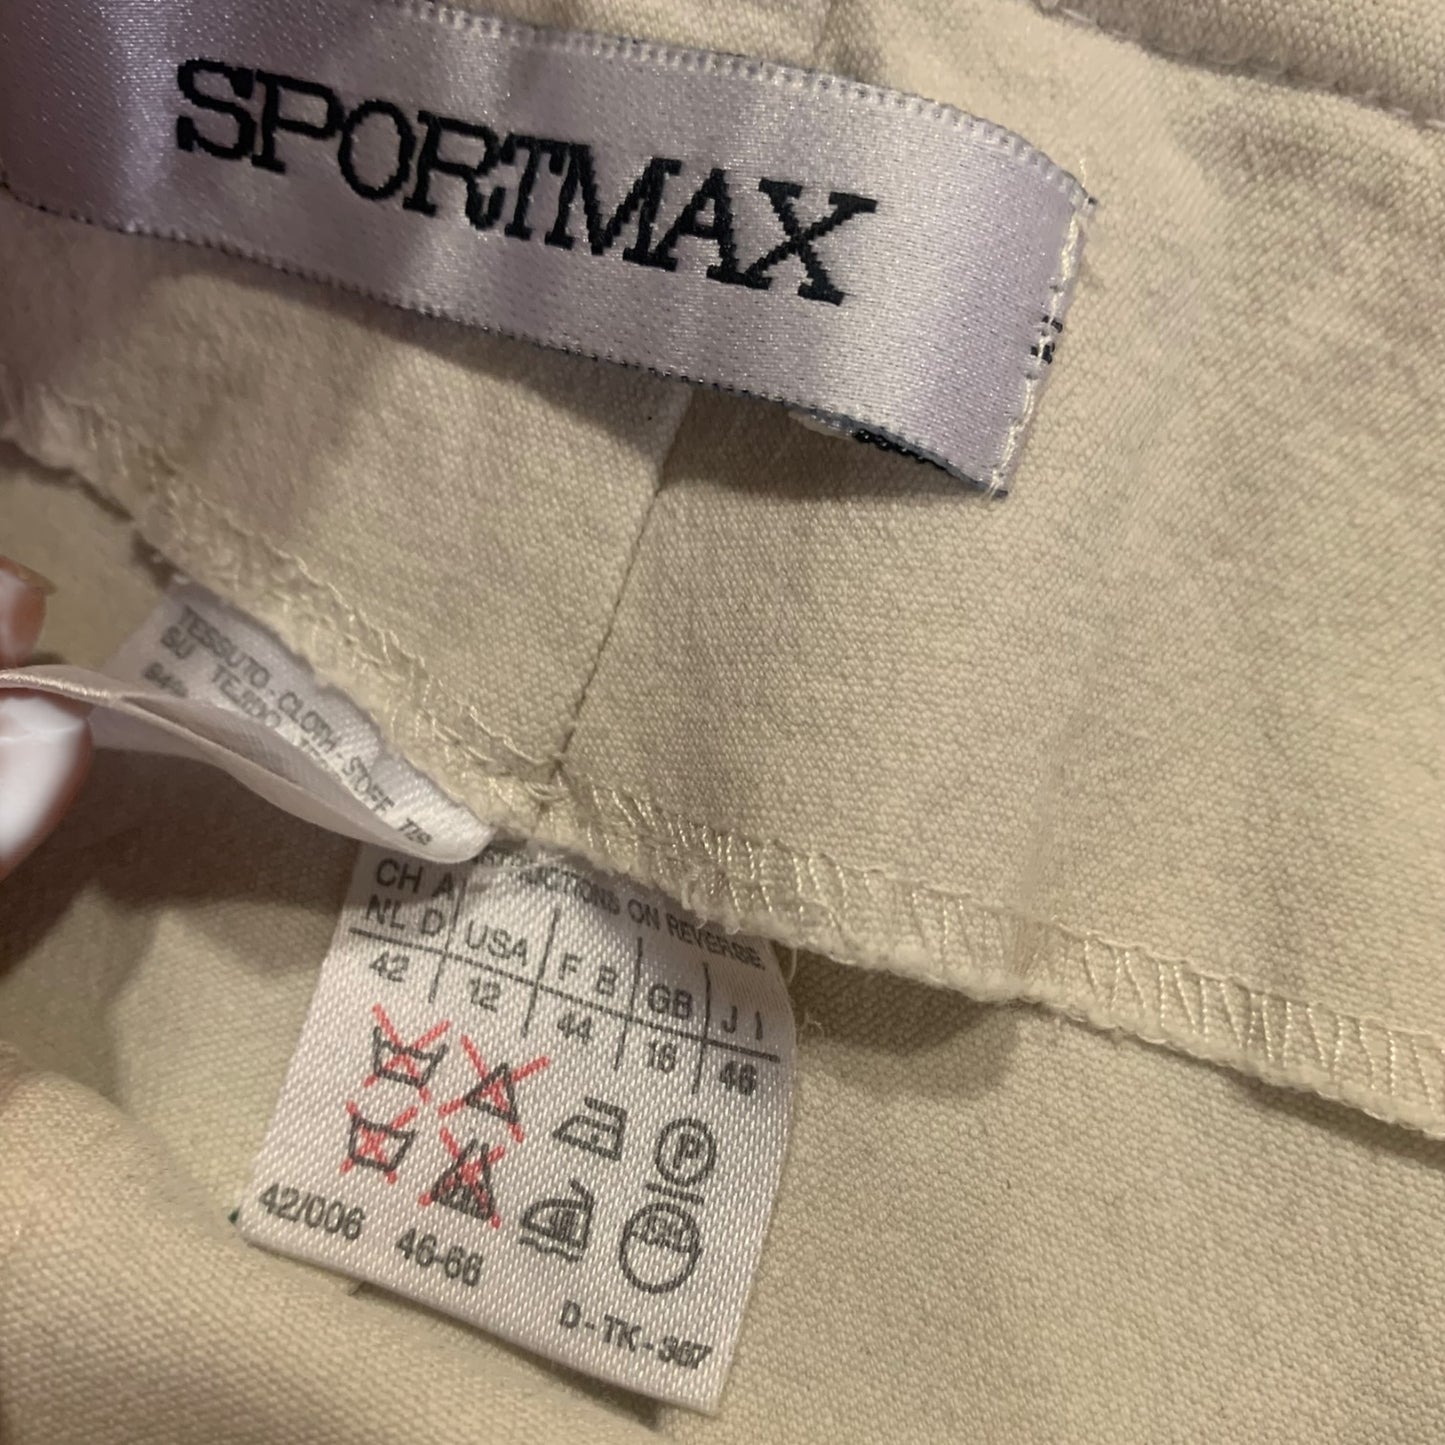 SPORTMAX
TESSUTO - CLOTH - STOFF
TEJIDO
INSTRUCTIONS ON REVERSE.
CH A
NL D USA F B GB J I
42 12 44 16 46
P
42/006 46-66
D-TK-367